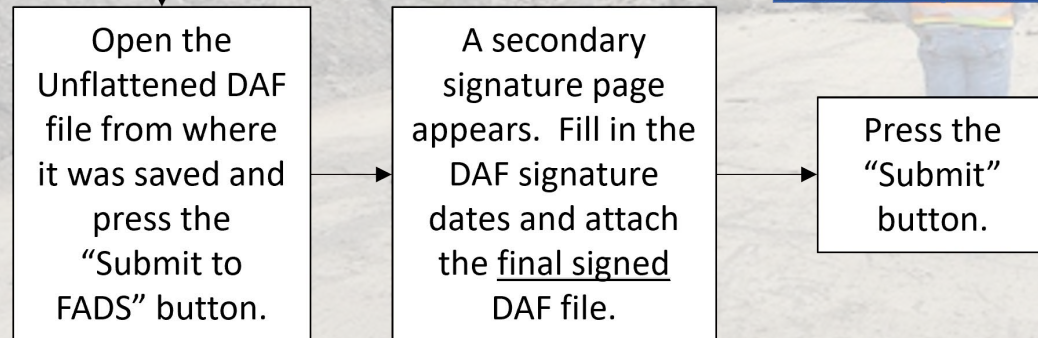 Open the
Unflattened DAF
file from where
it was saved and
press the
“Submit to
FADS” button.
A secondary
signature page
appears.  Fill in the
DAF signature
dates and attach
the final signed
DAF file.
Press the
“Submit”
button.